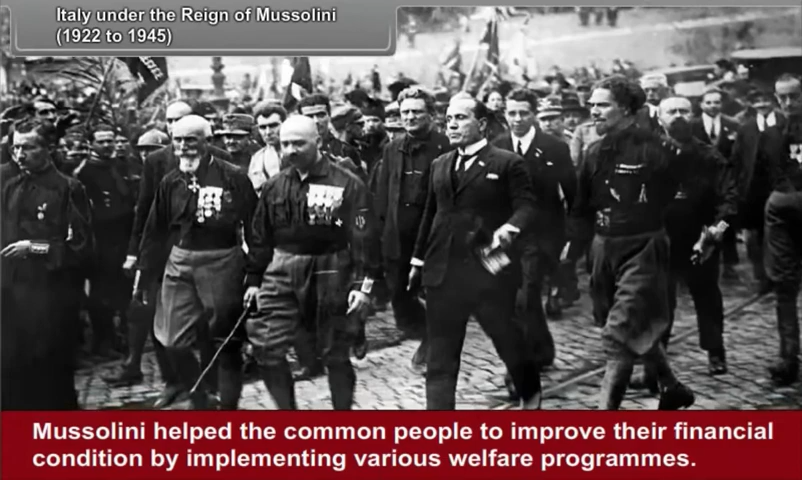 Italy under the Reign of Mussolini
(1922 to 1945)
Mussolini helped the common people to improve their financial
condition by implementing various welfare programmes.